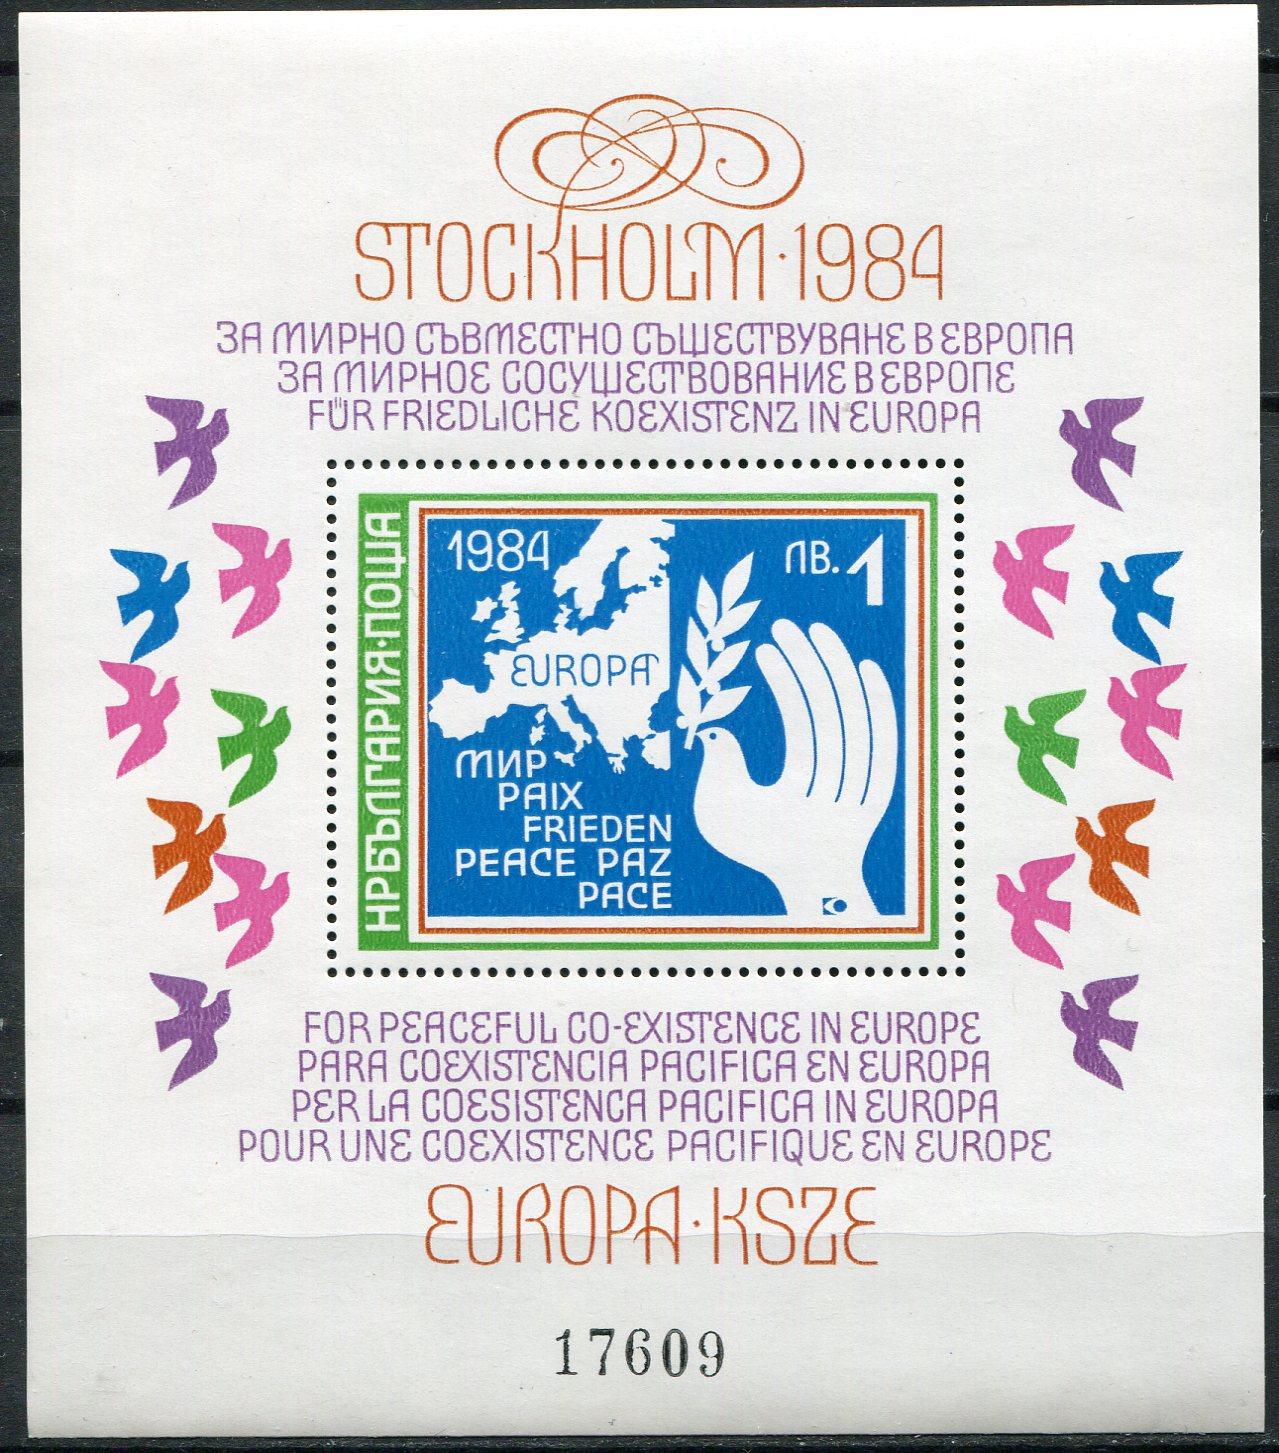 STOCKHOLM·1984
ЗА МИРНО СЪВМЕСТНО СЪЩЕСТВУВАНЕ В ЕВРОПА
ЗА МИРНОЕ СОСУЩЕСТВОВАНИЕ В ЕВРОПЕ
FÜR FRIEDLICHE KOEXISTENZ IN EUROPA
НРБЪЛГАРИЯ·ПОЩА
1984
ЛВ. 1
EUROPA
МИР
PAIX
FRIEDEN
PEACE PAZ
PACE
FOR PEACEFUL CO-EXISTENCE IN EUROPE
PARA COEXISTENCIA PACIFICA EN EUROPA
PER LA COESISTENCA PACIFICA IN EUROPA
POUR UNE COEXISTENCE PACIFIQUE EN EUROPE
EUROPA·KSZE
17609